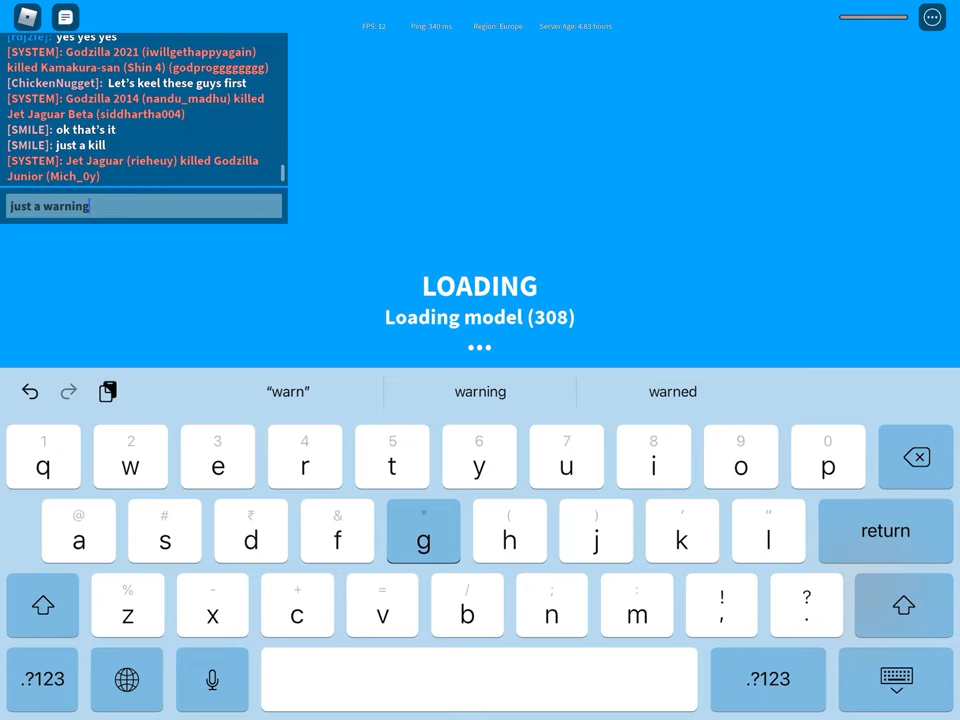 FPS: 12 Ping: 340 ms Region: Europe Server Age: 4.83 hours
yes yes yes
[SYSTEM]: Godzilla 2021 (iwillgethappyagain)
killed Kamakura-san (Shin 4) (godprogggggggg)
[ChickenNugget]: Let's keel these guys first
[SYSTEM]: Godzilla 2014 (nandu_madhu) killed
Jet Jaguar Beta (siddhartha004)
[SMILE]: ok that's it
[SMILE]: just a kill
[SYSTEM]: Jet Jaguar (rieheuy) killed Godzilla
Junior (Mich_0y)
just a warning
LOADING
Loading model (308)
...
“warn” warning warned
1 2 3 4 5 6 7 8 9 0
q w e r t y u i o p
@ # ₹ & * ( ) ' "
a s d f g h j k l return
% - + = / ; : ! ?
z x c v b n m , .
.?123 .?123